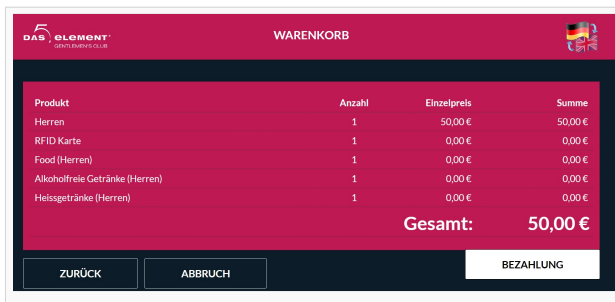 DAS 5 ELEMENT
GENTLEMEN'S CLUB
WARENKORB
Produkt Anzahl Einzelpreis Summe
Herren 1 50,00 € 50,00 €
RFID Karte 1 0,00 € 0,00 €
Food (Herren) 1 0,00 € 0,00 €
Alkoholfreie Getränke (Herren) 1 0,00 € 0,00 €
Heissgetränke (Herren) 1 0,00 € 0,00 €
Gesamt: 50,00 €
ZURÜCK ABBRUCH BEZAHLUNG